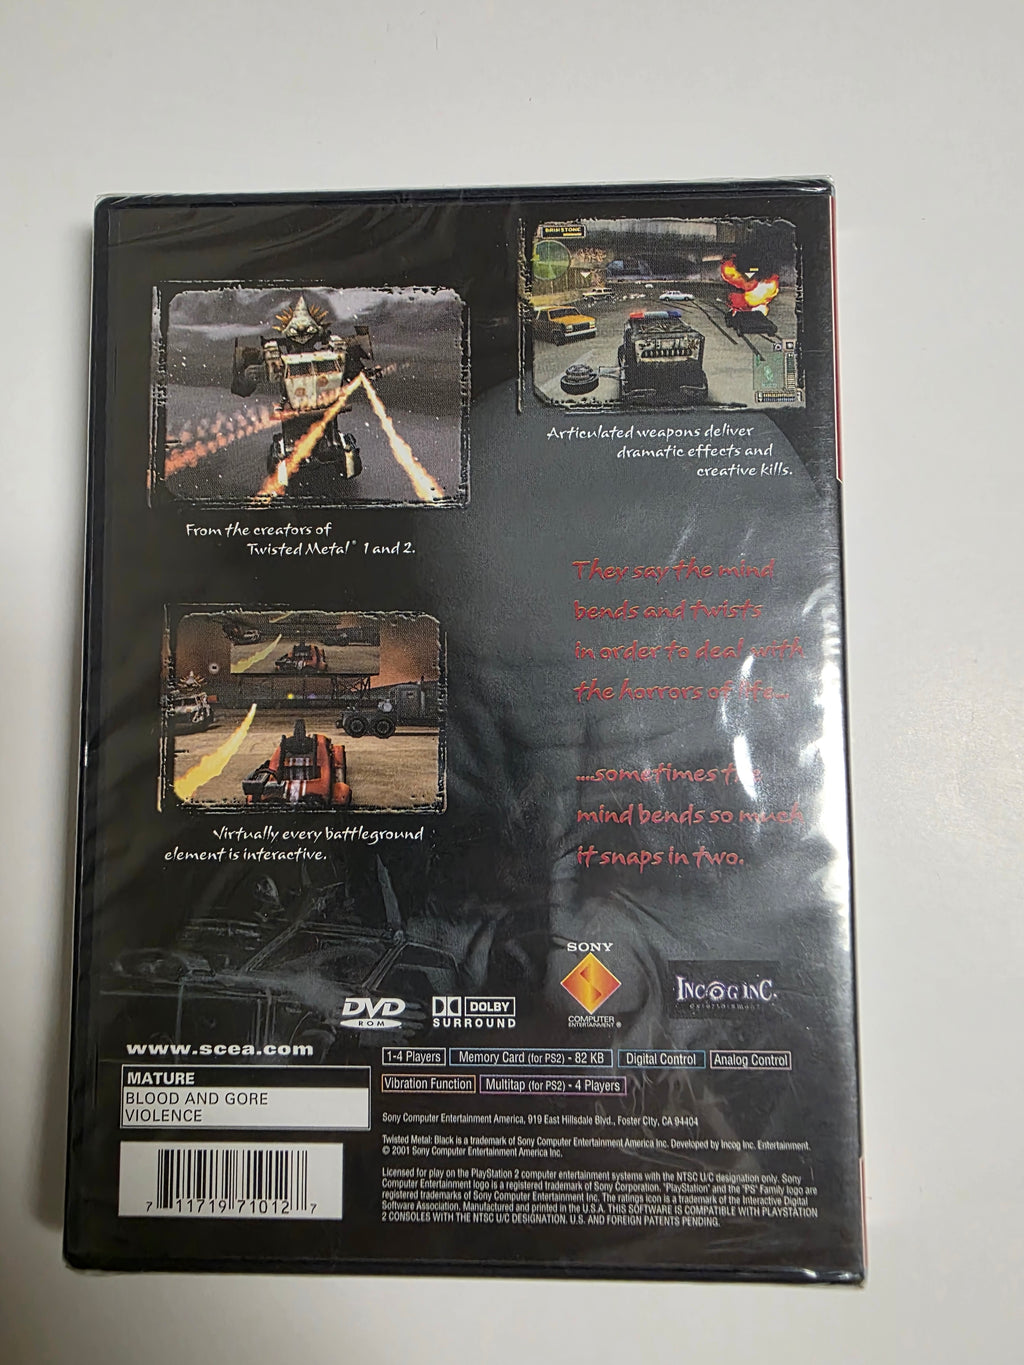 BRIMSTONE
Articulated weapons deliver
dramatic effects and
creative kills.
From the creators of
Twisted Metal® 1 and 2.
They say the mind
bends and twists
in order to deal with
the horrors of life...
....sometimes the
mind bends so much
it snaps in two.
Virtually every battleground
element is interactive.
SONY
COMPUTER
ENTERTAINMENT®
INCOG INC.
entertainment
DVD
ROM
DOLBY
SURROUND
www.scea.com
MATURE
BLOOD AND GORE
VIOLENCE
1-4 Players
Memory Card (for PS2) - 82 KB
Digital Control
Analog Control
Vibration Function
Multitap (for PS2) - 4 Players
Sony Computer Entertainment America, 919 East Hillsdale Blvd., Foster City, CA 94404
Twisted Metal: Black is a trademark of Sony Computer Entertainment America Inc. Developed by Incog Inc. Entertainment.
© 2001 Sony Computer Entertainment America Inc.
Licensed for play on the PlayStation 2 computer entertainment systems with the NTSC U/C designation only. Sony
Computer Entertainment logo is a registered trademark of Sony Corporation. "PlayStation" and the "PS" Family logo are
registered trademarks of Sony Computer Entertainment Inc. The ratings icon is a trademark of the Interactive Digital
Software Association. Manufactured and printed in the U.S.A. THIS SOFTWARE IS COMPATIBLE WITH PLAYSTATION
2 CONSOLES WITH THE NTSC U/C DESIGNATION. U.S. AND FOREIGN PATENTS PENDING.
7 11719 71012 7